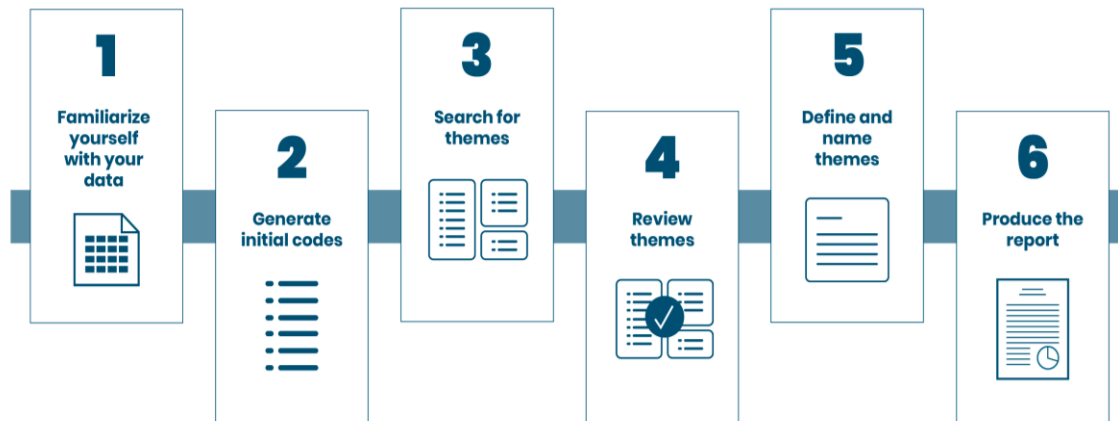 1
Familiarize
yourself
with your
data
2
Generate
initial codes
3
Search for
themes
4
Review
themes
5
Define and
name
themes
6
Produce the
report